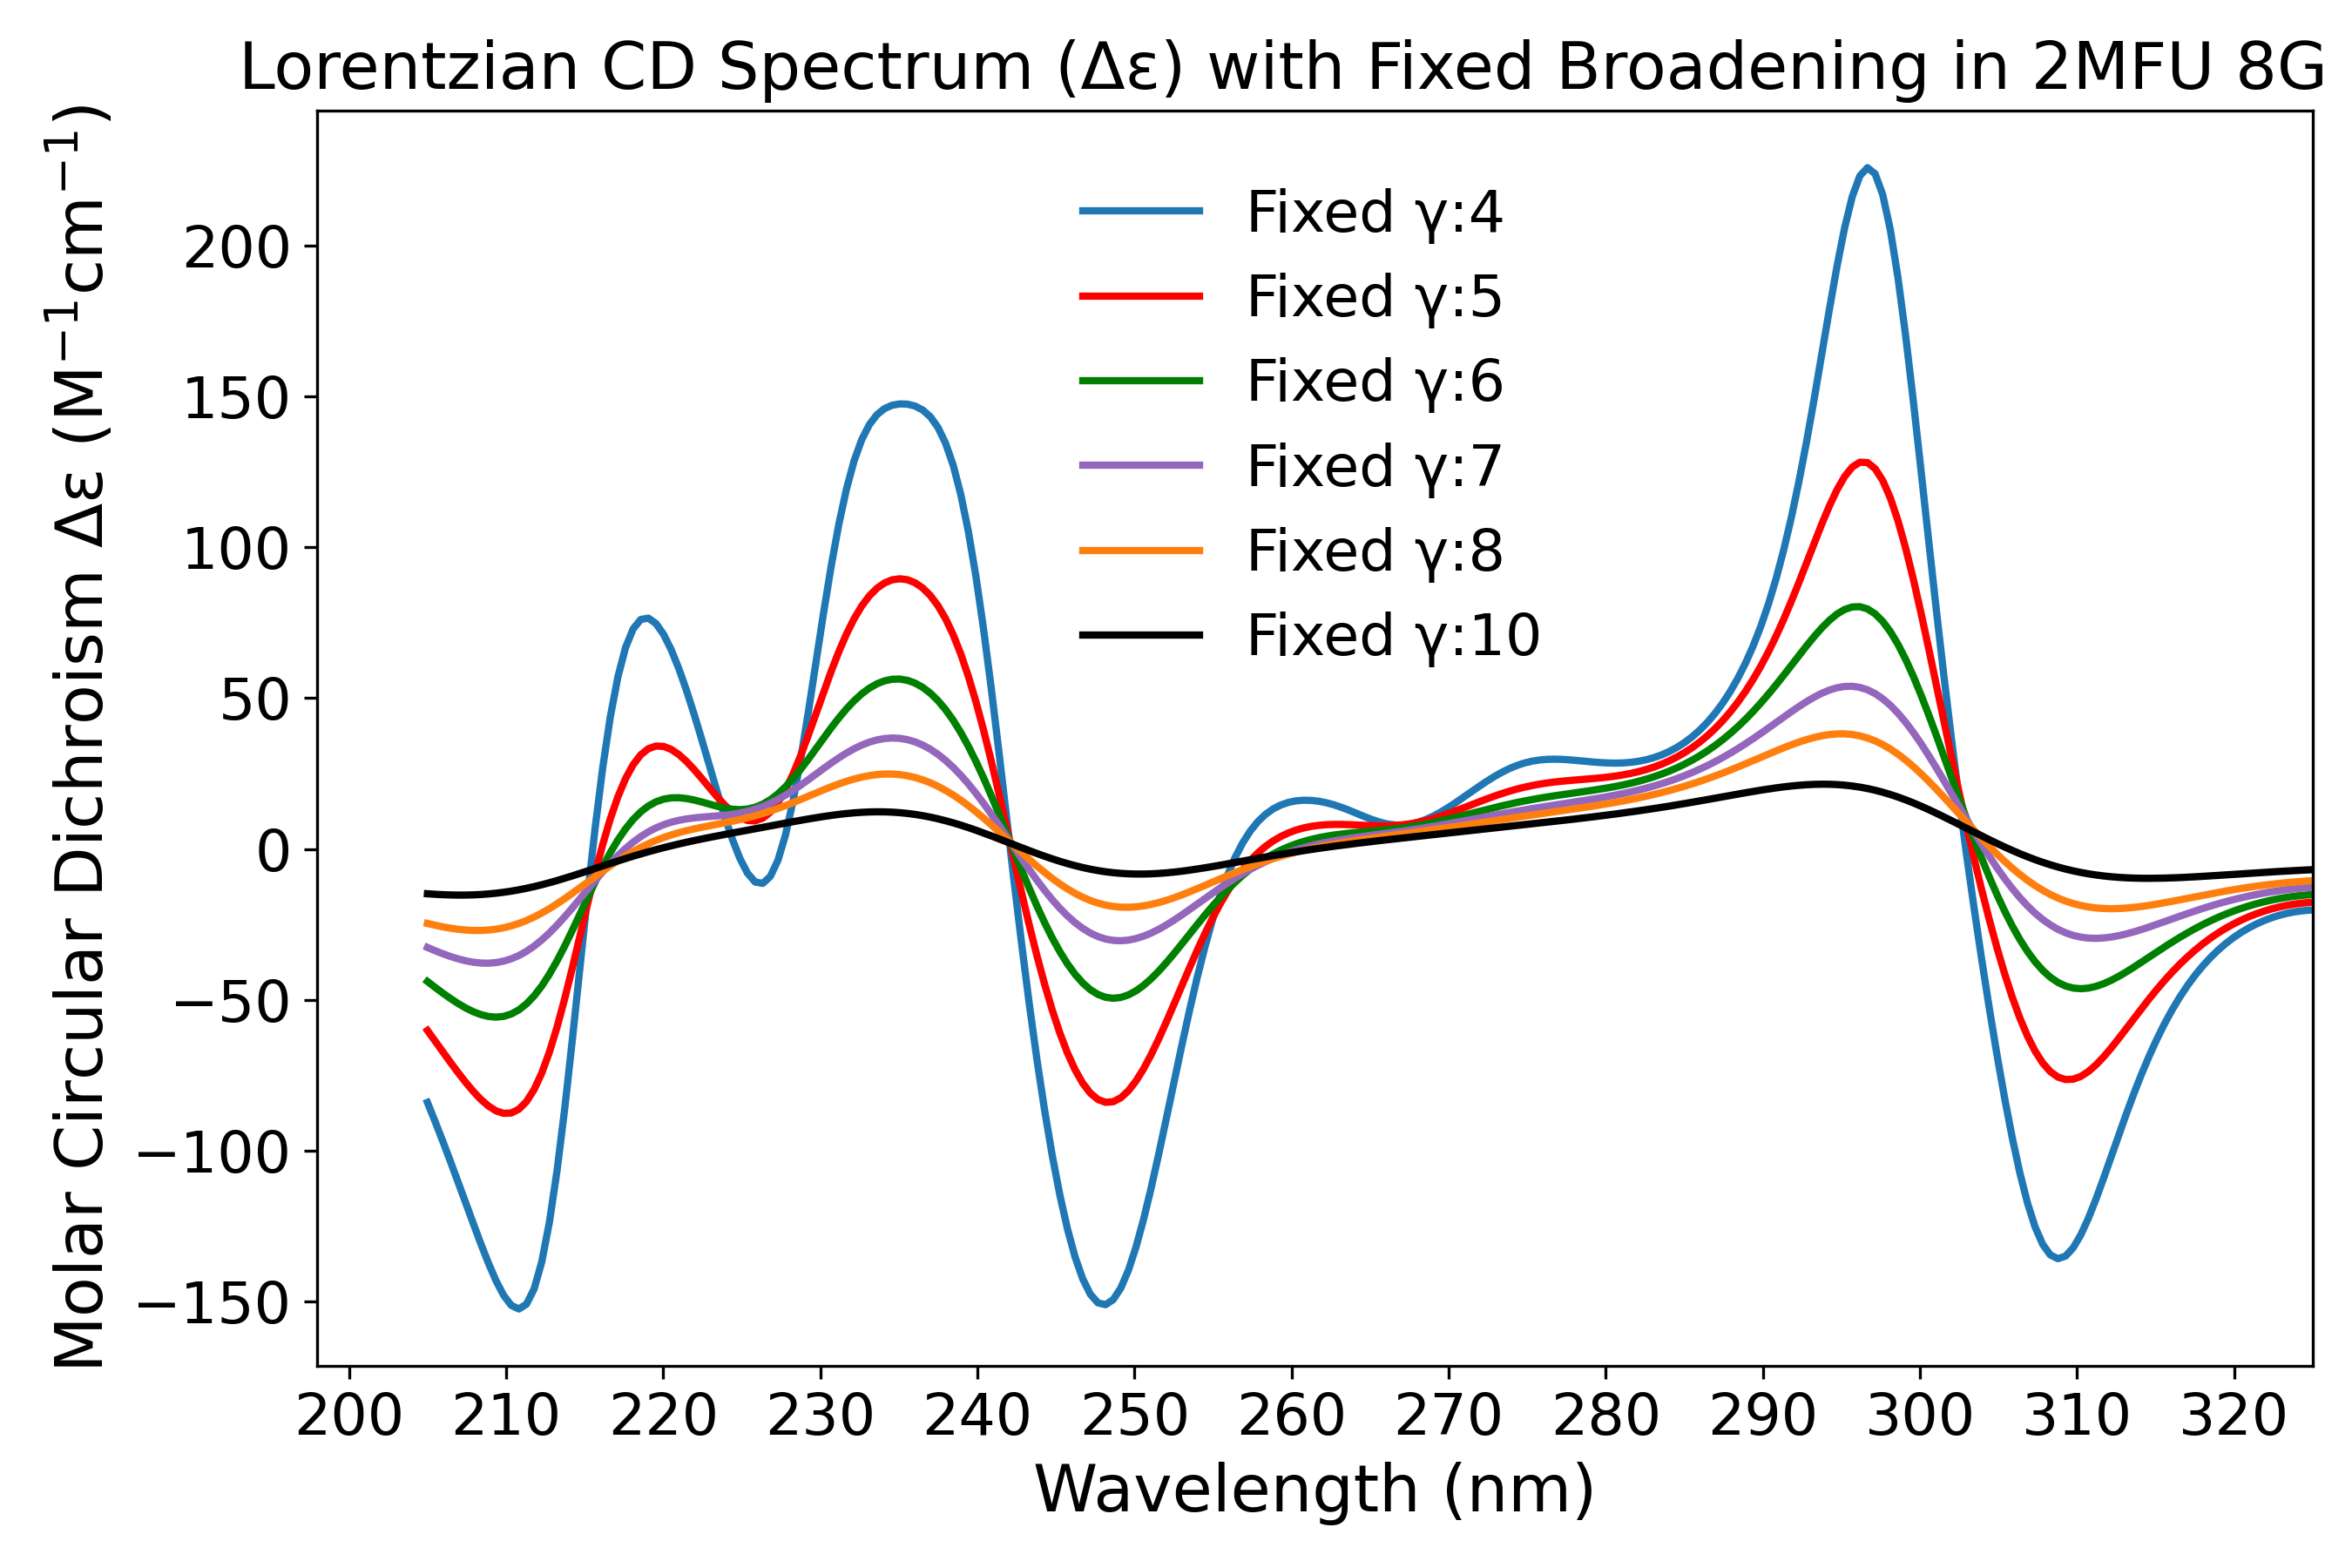 Lorentzian CD Spectrum (Δε) with Fixed Broadening in 2MFU 8G
Molar Circular Dichroism Δε (M⁻¹cm⁻¹)
200
150
100
50
0
−50
−100
−150
Fixed γ:4
Fixed γ:5
Fixed γ:6
Fixed γ:7
Fixed γ:8
Fixed γ:10
200 210 220 230 240 250 260 270 280 290 300 310 320
Wavelength (nm)